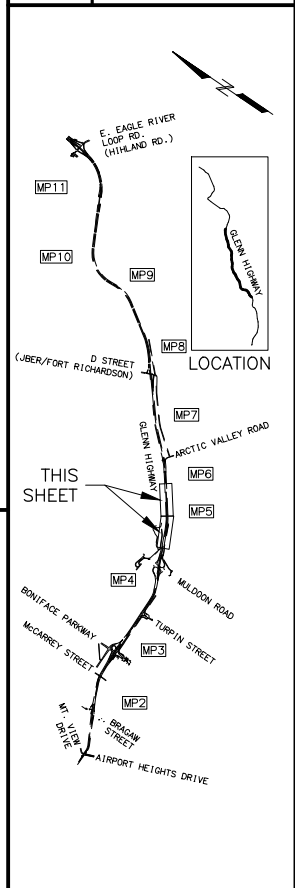 N
E. EAGLE RIVER
LOOP RD.
(HIHLAND RD.)
MP11
GLENN HIGHWAY
LOCATION
MP10
MP9
MP8
D STREET
(JBER/FORT RICHARDSON)
MP7
GLENN HIGHWAY
ARCTIC VALLEY ROAD
MP6
THIS
SHEET
MP5
MP4
MULDOON ROAD
BONIFACE PARKWAY
TURPIN STREET
McCARREY STREET
MP3
MP2
MT. VIEW
DRIVE
BRAGAW
STREET
AIRPORT HEIGHTS DRIVE